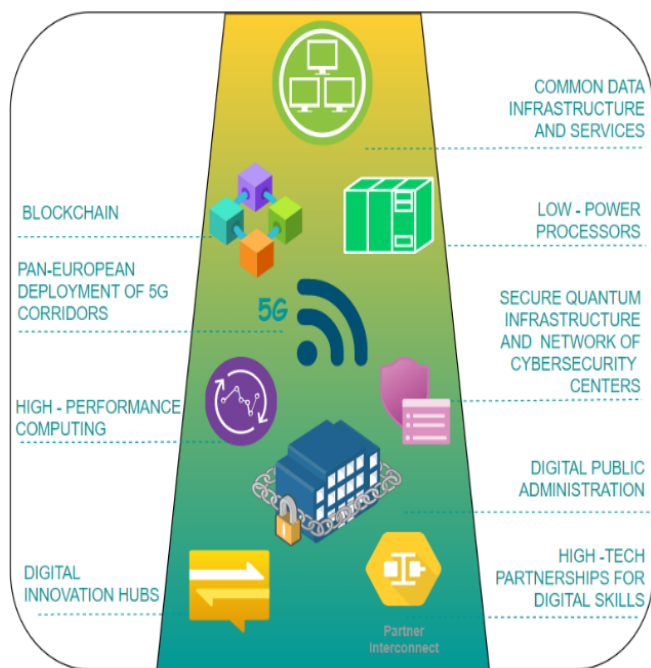 COMMON DATA
INFRASTRUCTURE
AND SERVICES
BLOCKCHAIN
LOW - POWER
PROCESSORS
PAN-EUROPEAN
DEPLOYMENT OF 5G
CORRIDORS
5G
SECURE QUANTUM
INFRASTRUCTURE
AND NETWORK OF
CYBERSECURITY
CENTERS
HIGH - PERFORMANCE
COMPUTING
DIGITAL PUBLIC
ADMINISTRATION
DIGITAL
INNOVATION HUBS
HIGH -TECH
PARTNERSHIPS FOR
DIGITAL SKILLS
Partner
Interconnect